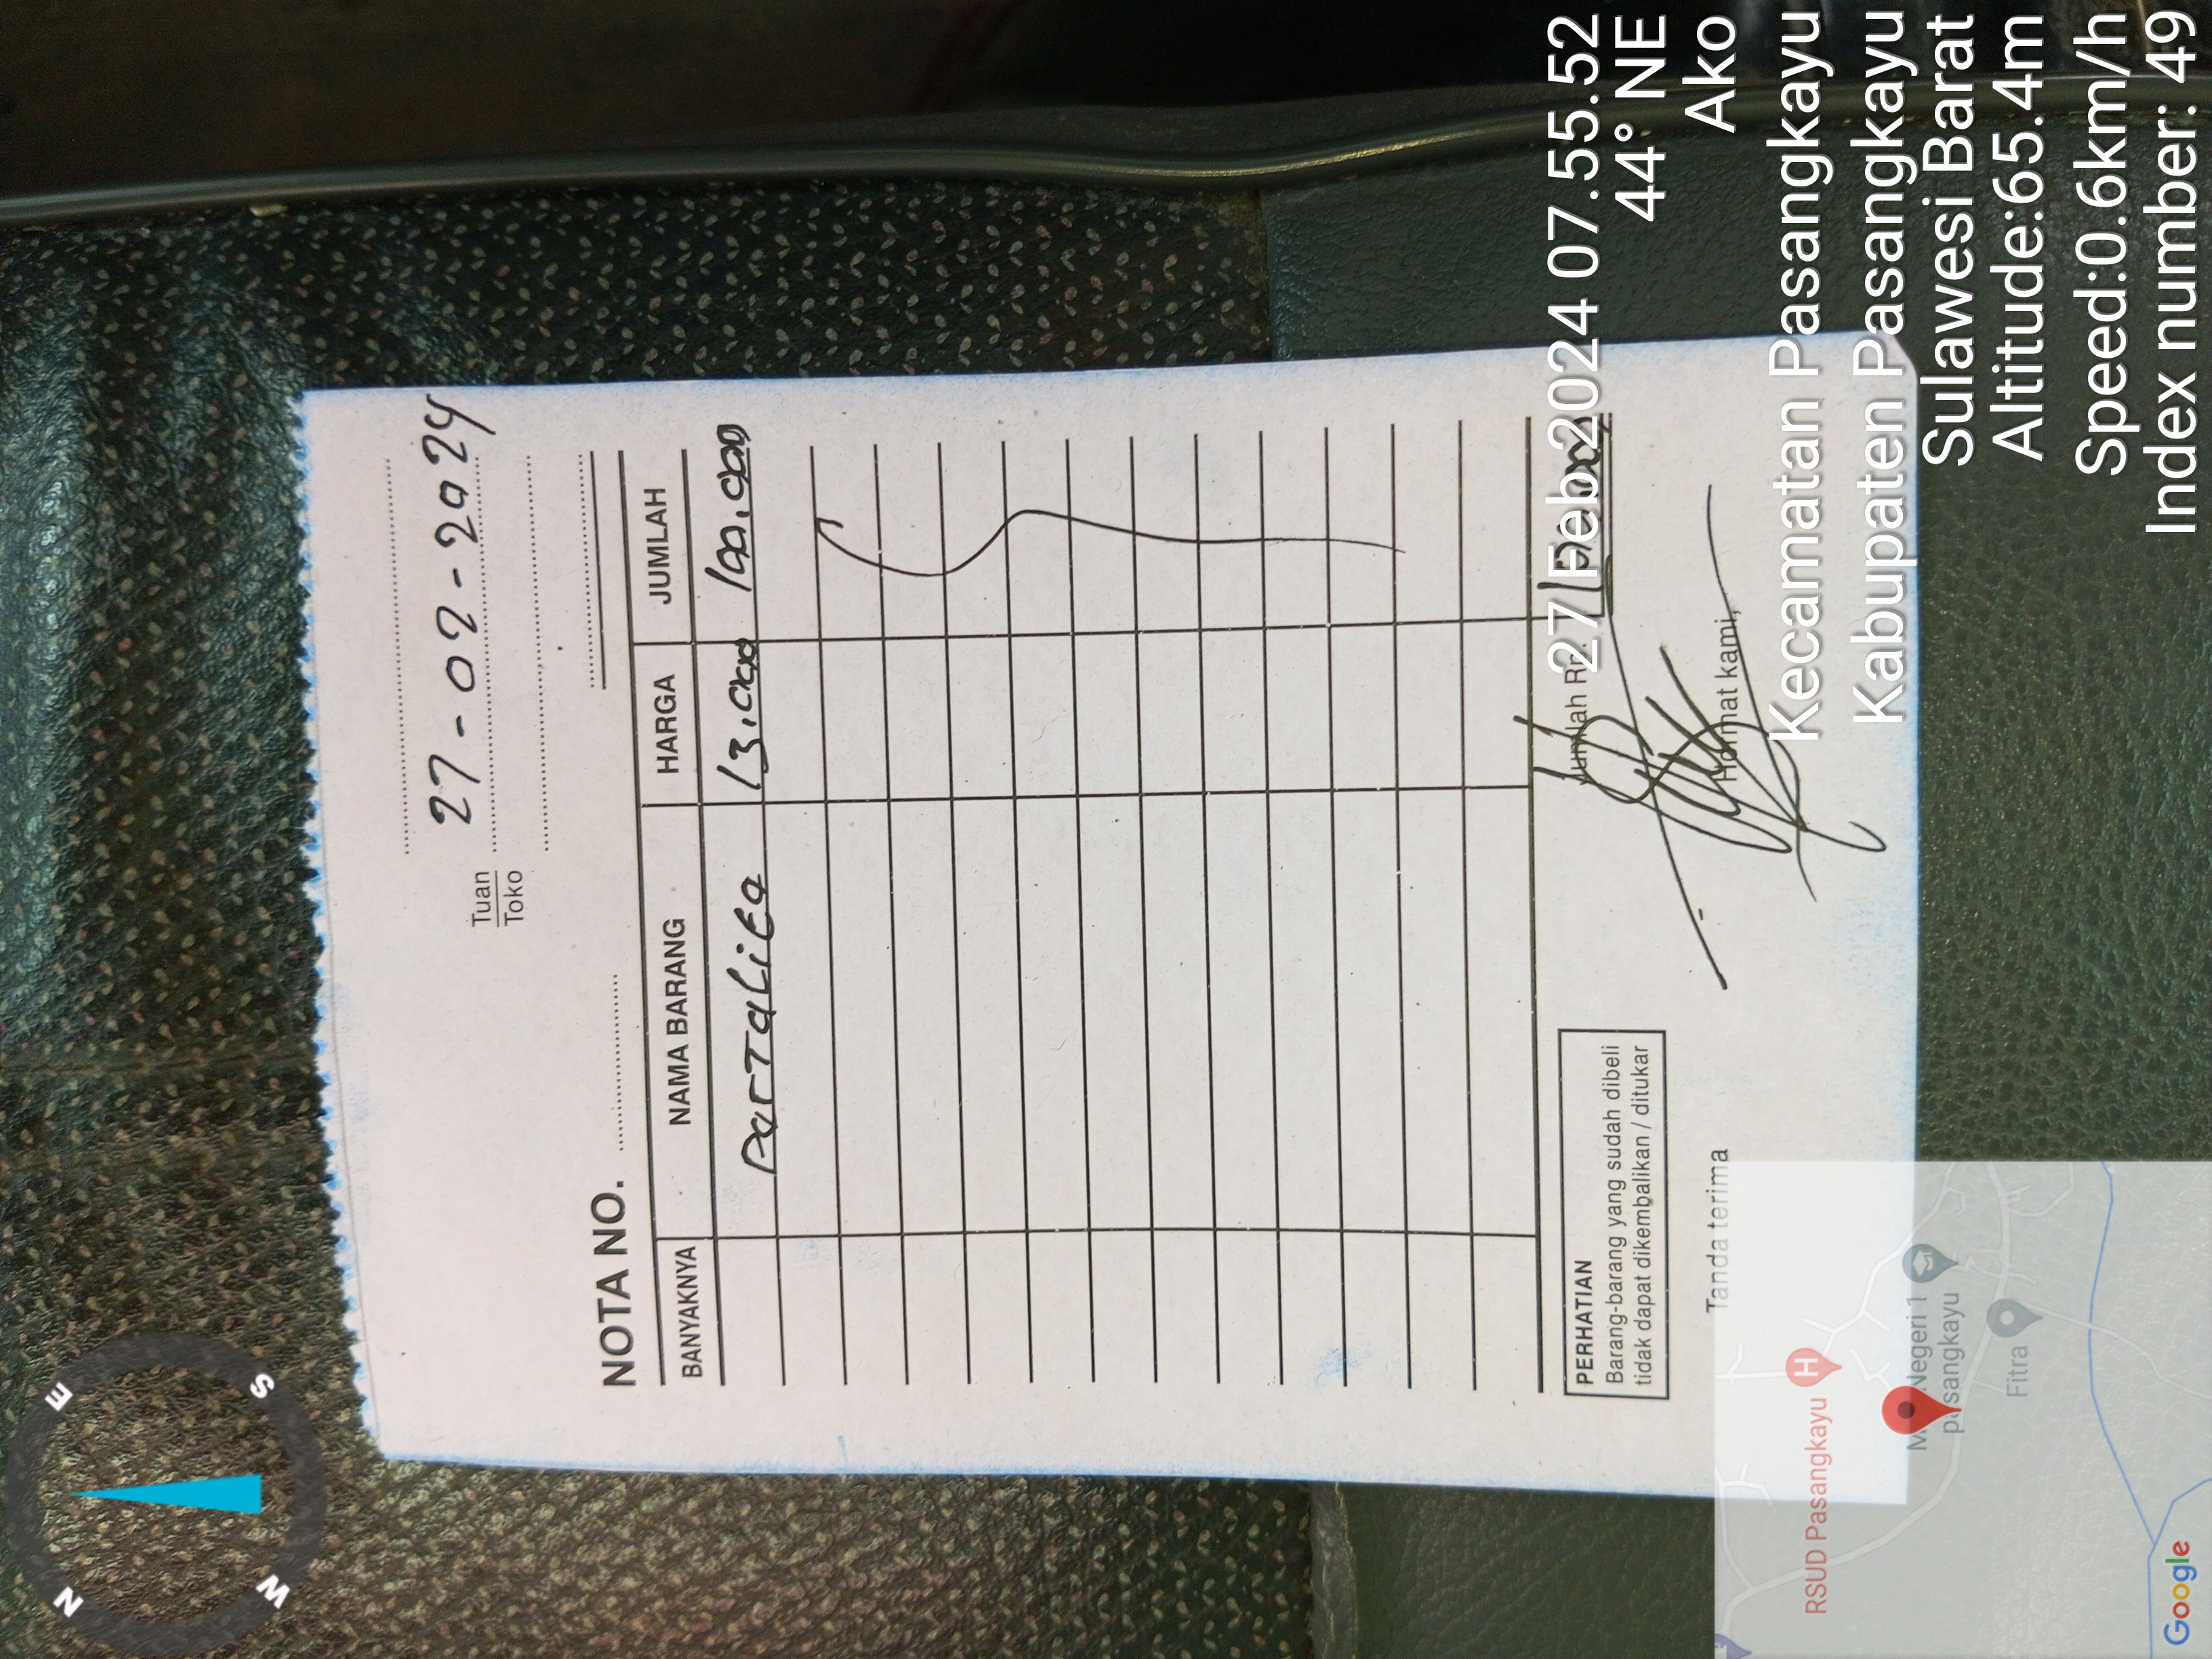 27-02-2024
Tuan
Toko
NOTA NO.
BANYAKNYA NAMA BARANG HARGA JUMLAH
PerTaliTe 13.000 100.000
Jumlah Rp.
PERHATIAN
Barang-barang yang sudah dibeli
tidak dapat dikembalikan / ditukar
Tanda terima Hormat kami,
27 Feb 2024 07.55.52
44° NE
Ako
Kecamatan Pasangkayu
Kabupaten Pasangkayu
Sulawesi Barat
Altitude:65.4m
Speed:0.6km/h
Index number: 49
RSUD Pasangkayu
H
Negeri 1
pasangkayu
Fitra
Google
N
E
S
W